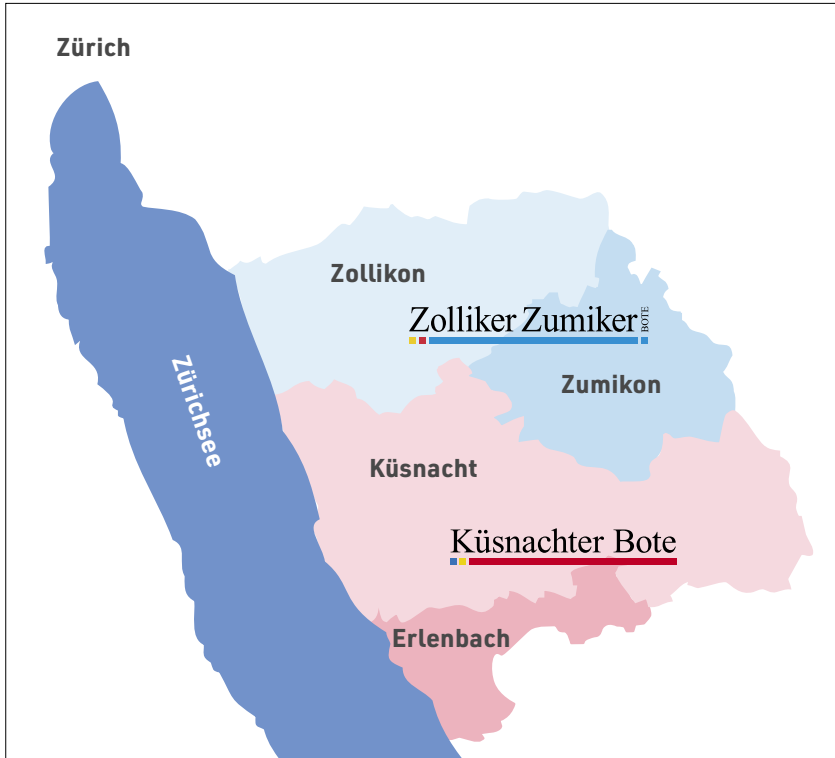 Zürich
Zollikon
Zolliker Zumiker BOTE
Zumikon
Zürichsee
Küsnacht
Küsnachter Bote
Erlenbach